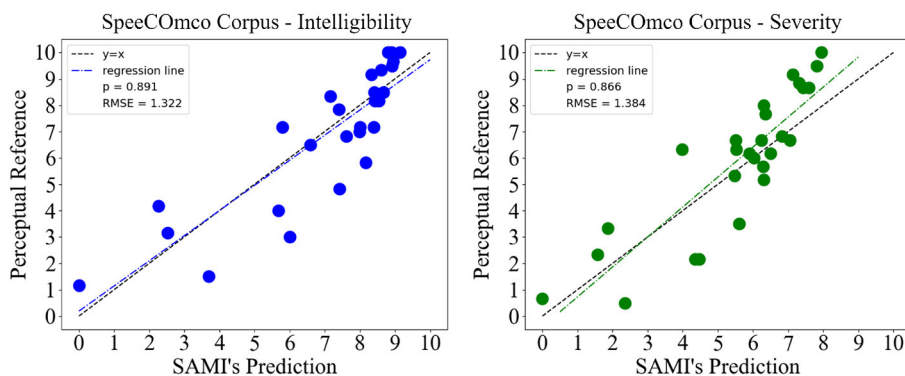 SpeeCOmco Corpus - Intelligibility
10
9
8
7
6
5
4
3
2
1
0
y=x
regression line
p = 0.891
RMSE = 1.322
Perceptual Reference
0 1 2 3 4 5 6 7 8 9 10
SAMI's Prediction
SpeeCOmco Corpus - Severity
10
9
8
7
6
5
4
3
2
1
0
y=x
regression line
p = 0.866
RMSE = 1.384
Perceptual Reference
0 1 2 3 4 5 6 7 8 9 10
SAMI's Prediction